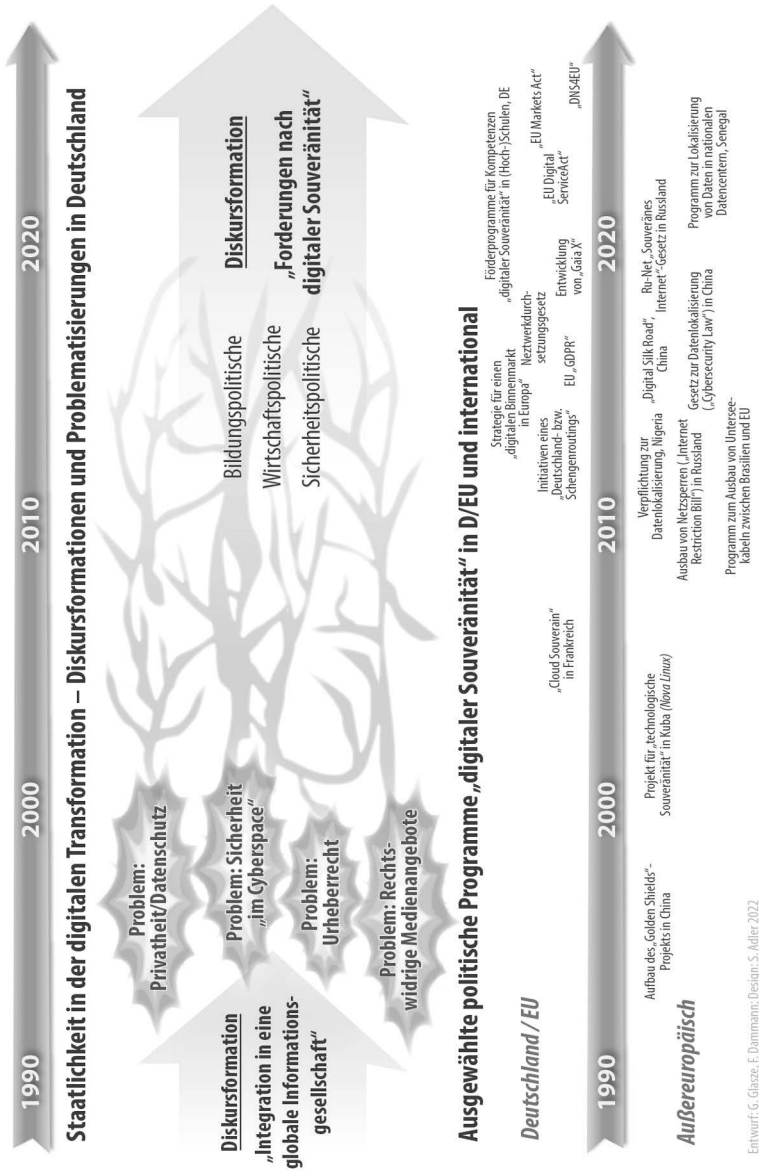 1990 2000 2010 2020
Staatlichkeit in der digitalen Transformation – Diskursformationen und Problematisierungen in Deutschland
Diskursformation
„Integration in eine
globale Informations-
gesellschaft“
Problem:
Privatheit/Datenschutz
Problem: Sicherheit
„im Cyberspace“
Problem:
Urheberrecht
Problem: Rechts-
widrige Medienangebote
Bildungspolitische
Wirtschaftspolitische
Sicherheitspolitische
Diskursformation
„Forderungen nach
digitaler Souveränität“
Ausgewählte politische Programme „digitaler Souveränität“ in D/EU und international
Deutschland / EU
„Cloud Souverain“
in Frankreich
Strategie für einen
„digitalen Binnenmarkt
in Europa“
Initiativen eines
„Deutschland- bzw.
Schengenroutings“
Neztwerkdurch-
setzungsgesetz
EU „GDPR“
Förderprogramme für Kompetenzen
„digitaler Souveränität“ in (Hoch-)Schulen, DE
Entwicklung
von „Gaia X“
„EU Digital
ServiceAct“
„EU Markets Act“
„DNS4EU“
1990 2000 2010 2020
Außereuropäisch
Aufbau des „Golden Shields“-
Projekts in China
Projekt für „technologische
Souveränität“ in Kuba (Nova Linux)
Verpflichtung zur
Datenlokalisierung, Nigeria
Ausbau von Netzsperren („Internet
Restriction Bill“) in Russland
Programm zum Ausbau von Untersee-
kabeln zwischen Brasilien und EU
„Digital Silk Road“,
China
Gesetz zur Datenlokalisierung
(„Cybersecurity Law“) in China
Ru-Net „Souveränes
Internet“-Gesetz in Russland
Programm zur Lokalisierung
von Daten in nationalen
Datencentern, Senegal
Entwurf: G. Glasze, F. Dammann; Design: S. Adler 2022